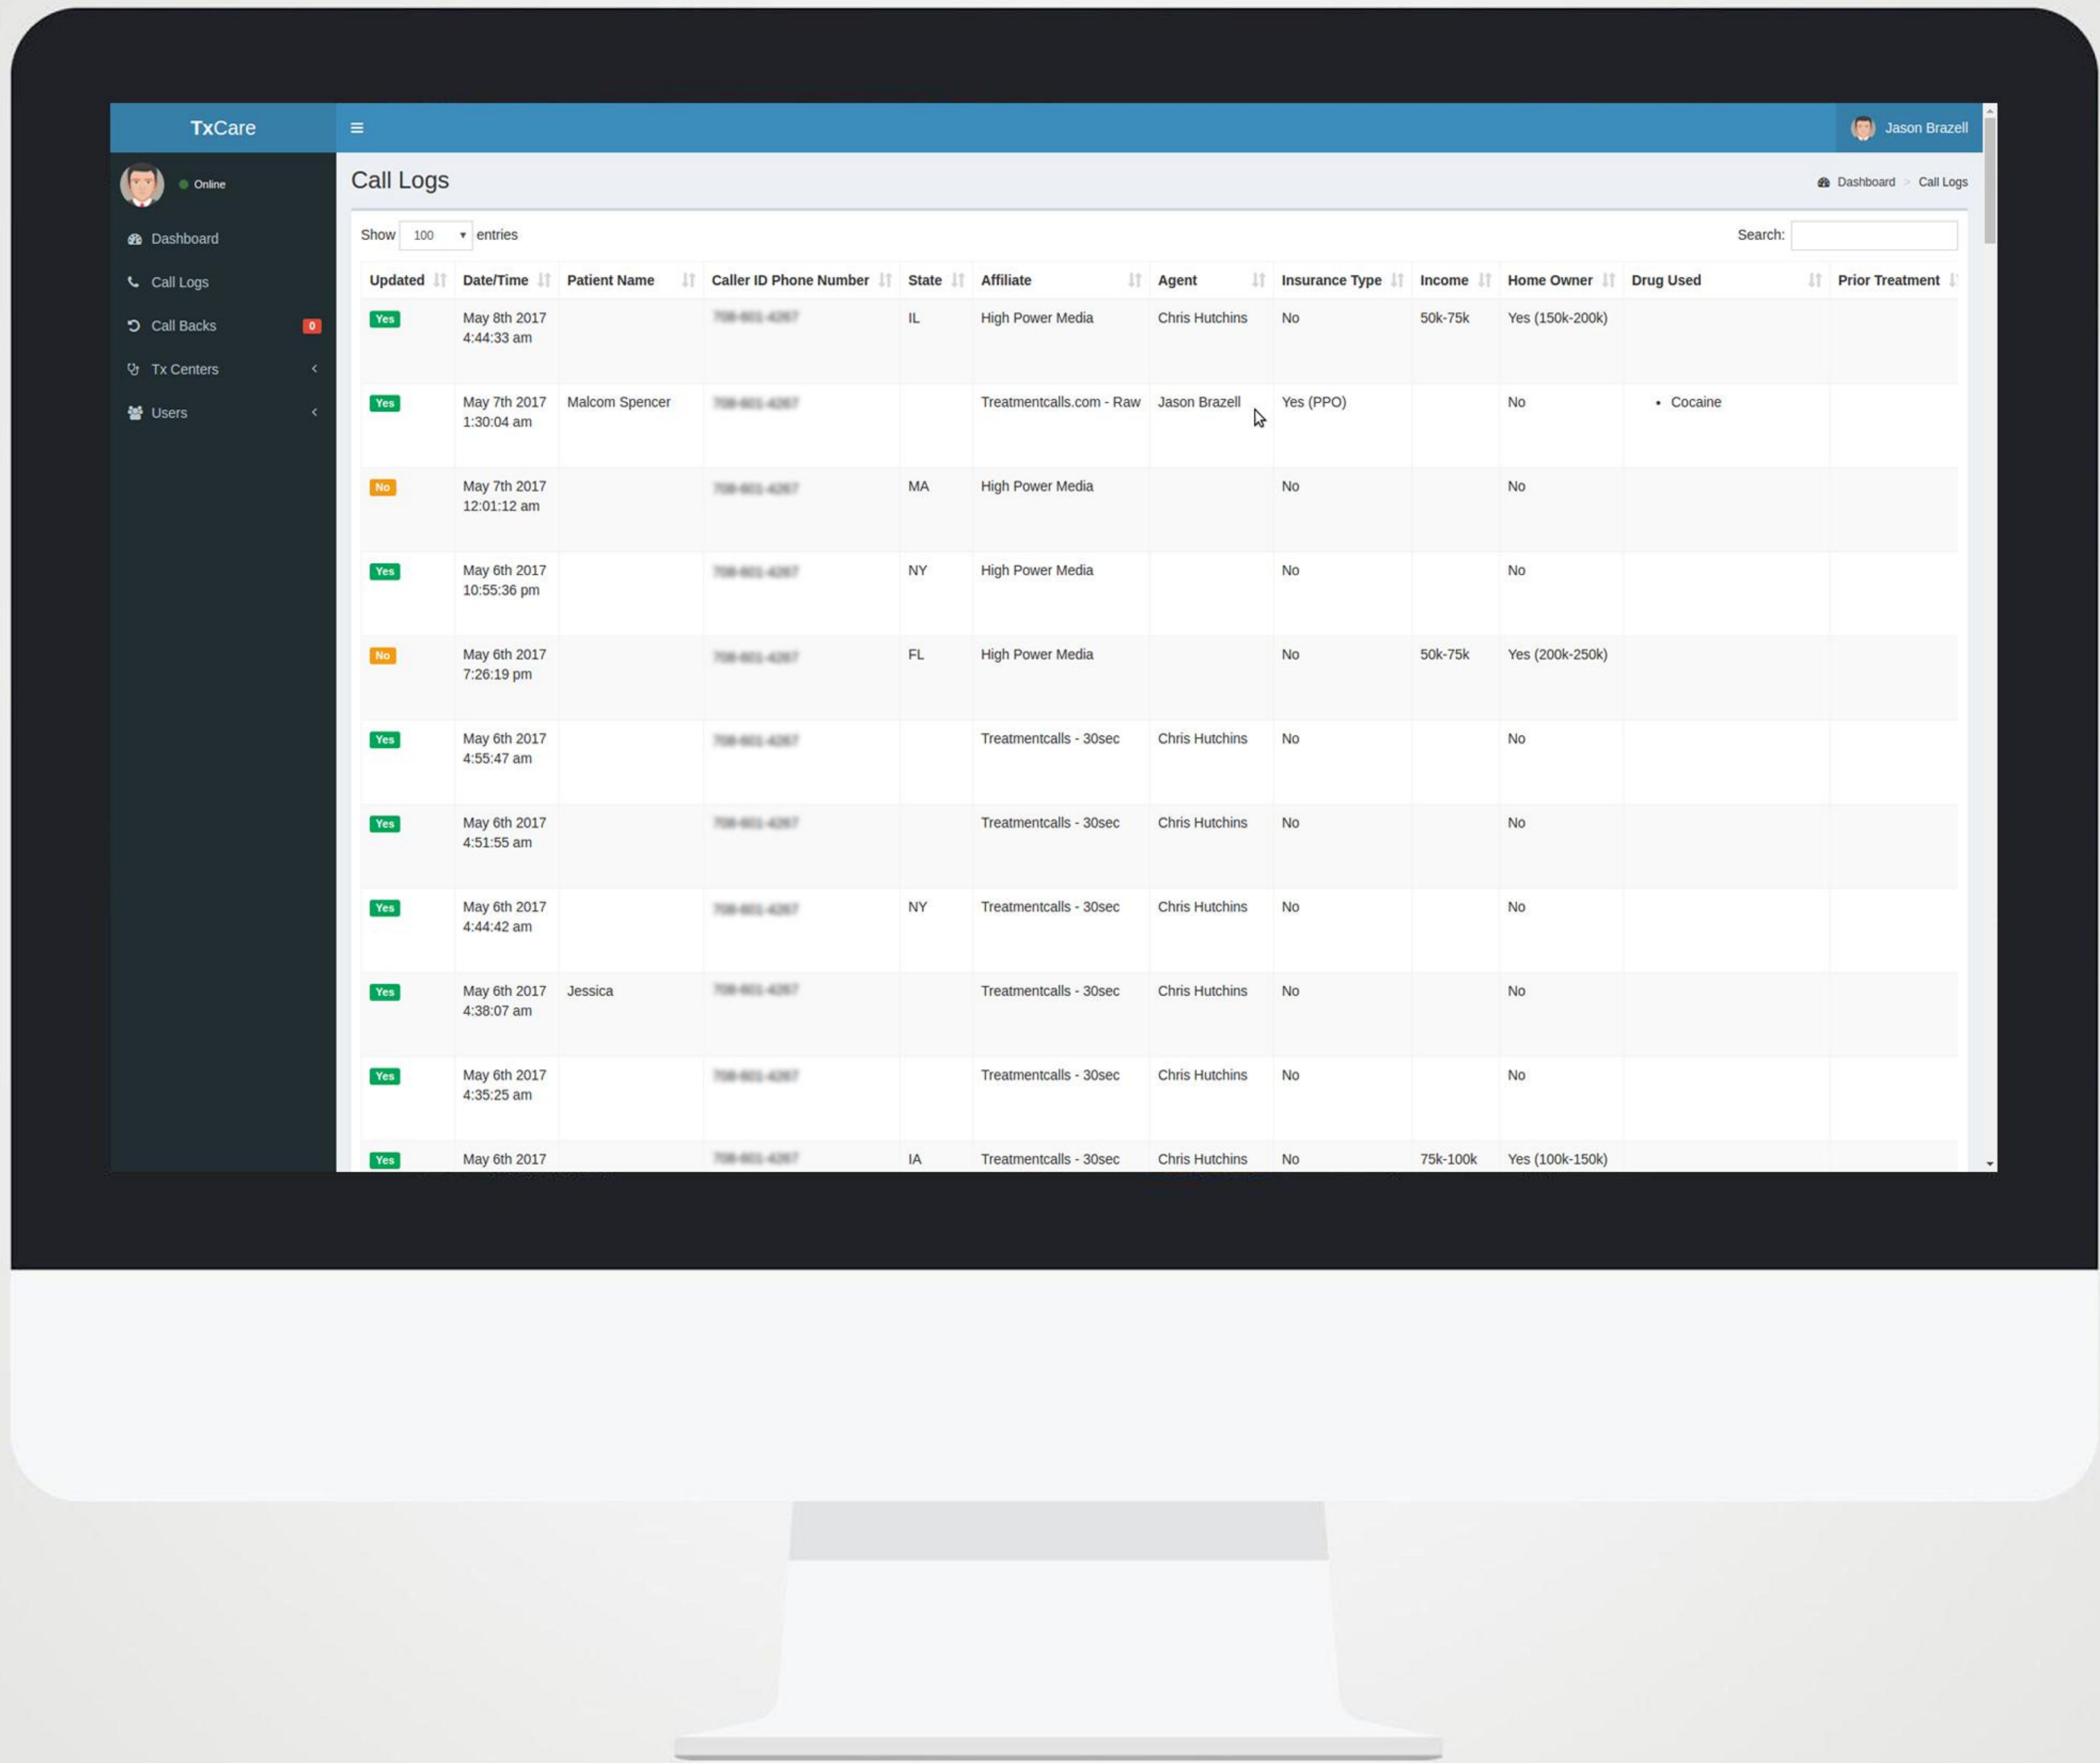 TxCare
Jason Brazell
Online
Dashboard
Call Logs
Call Backs 0
Tx Centers
Users
Call Logs
Dashboard > Call Logs
Show 100 entries
Search:
Updated Date/Time Patient Name Caller ID Phone Number State Affiliate Agent Insurance Type Income Home Owner Drug Used Prior Treatment
Yes May 8th 2017 IL High Power Media Chris Hutchins No 50k-75k Yes (150k-200k)
4:44:33 am
Yes May 7th 2017 Malcom Spencer Treatmentcalls.com - Raw Jason Brazell Yes (PPO) No • Cocaine
1:30:04 am
No May 7th 2017 MA High Power Media No No
12:01:12 am
Yes May 6th 2017 NY High Power Media No No
10:55:36 pm
No May 6th 2017 FL High Power Media No 50k-75k Yes (200k-250k)
7:26:19 pm
Yes May 6th 2017 Treatmentcalls - 30sec Chris Hutchins No No
4:55:47 am
Yes May 6th 2017 Treatmentcalls - 30sec Chris Hutchins No No
4:51:55 am
Yes May 6th 2017 NY Treatmentcalls - 30sec Chris Hutchins No No
4:44:42 am
Yes May 6th 2017 Jessica Treatmentcalls - 30sec Chris Hutchins No No
4:38:07 am
Yes May 6th 2017 Treatmentcalls - 30sec Chris Hutchins No No
4:35:25 am
Yes May 6th 2017 IA Treatmentcalls - 30sec Chris Hutchins No 75k-100k Yes (100k-150k)